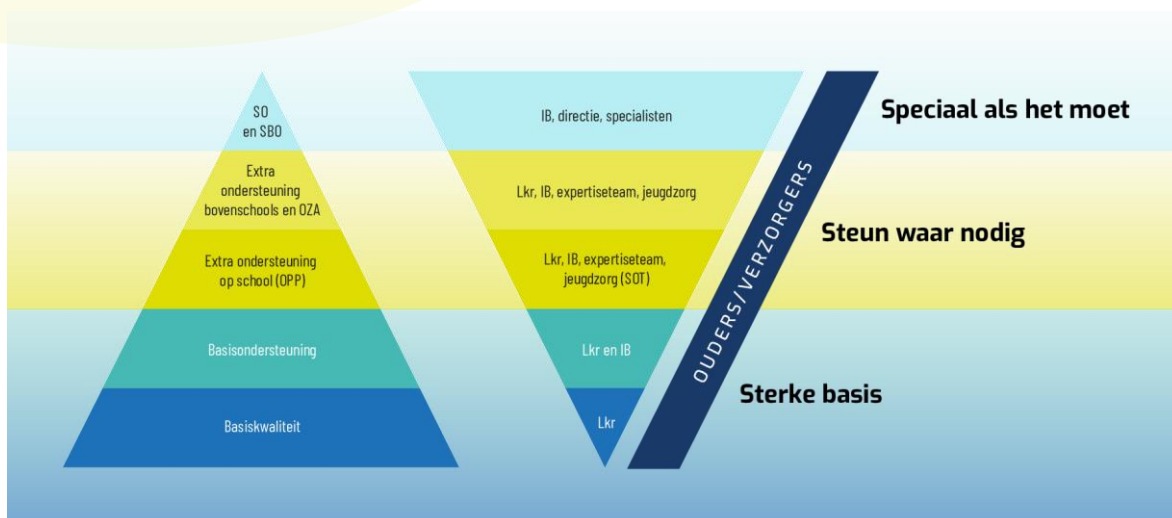 SO
en SBO
IB, directie, specialisten
Speciaal als het moet
Extra
ondersteuning
bovenschools en OZA
Lkr, IB, expertiseteam, jeugdzorg
Steun waar nodig
Extra ondersteuning
op school (OPP)
Lkr, IB, expertiseteam,
jeugdzorg (SOT)
OUDERS/VERZORGERS
Basisondersteuning
Lkr en IB
Sterke basis
Basiskwaliteit
Lkr